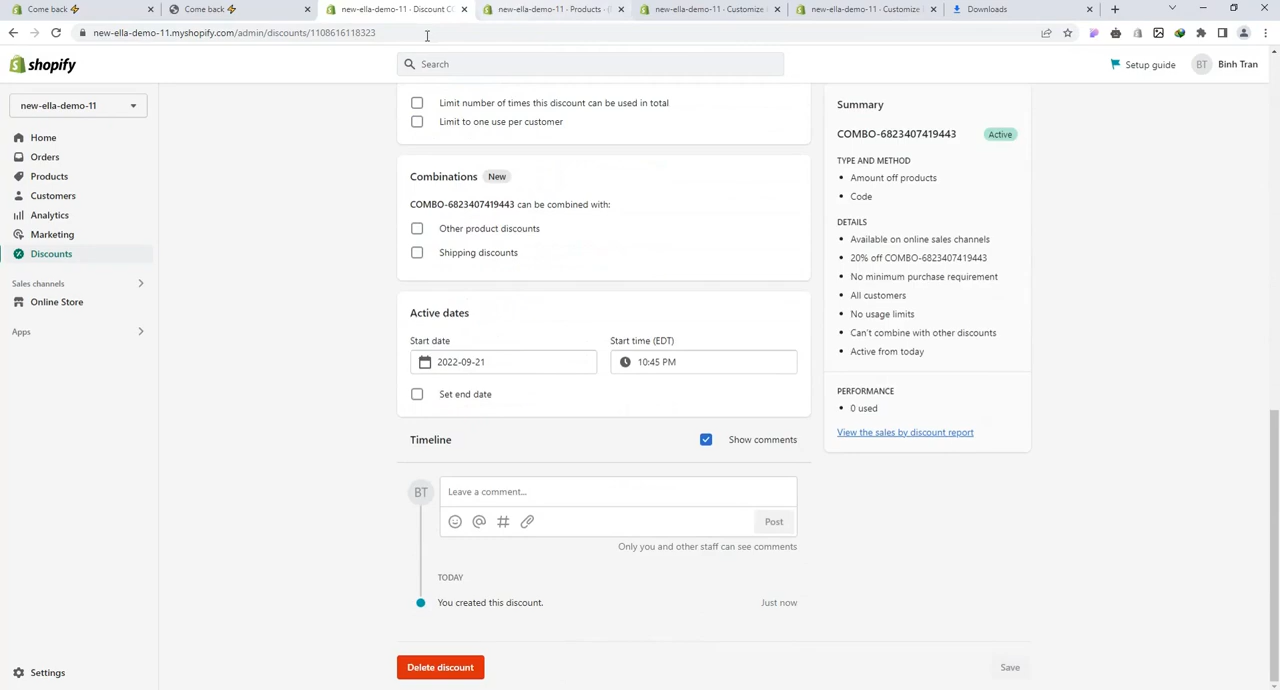 Come back ⚡
Come back ⚡
new-ella-demo-11 - Discount CO
new-ella-demo-11 - Products - (I
new-ella-demo-11 - Customize
new-ella-demo-11 - Customize
Downloads
new-ella-demo-11.myshopify.com/admin/discounts/1108616118323
shopify
Search
Setup guide
BT
Binh Tran
new-ella-demo-11
Home
Orders
Products
Customers
Analytics
Marketing
Discounts
Sales channels
Online Store
Apps
Settings
Limit number of times this discount can be used in total
Limit to one use per customer
Combinations New
COMBO-6823407419443 can be combined with:
Other product discounts
Shipping discounts
Active dates
Start date
Start time (EDT)
2022-09-21
10:45 PM
Set end date
Timeline
Show comments
BT
Leave a comment...
Post
Only you and other staff can see comments
TODAY
You created this discount.
Just now
Delete discount
Save
Summary
COMBO-6823407419443
Active
TYPE AND METHOD
• Amount off products
• Code
DETAILS
• Available on online sales channels
• 20% off COMBO-6823407419443
• No minimum purchase requirement
• All customers
• No usage limits
• Can't combine with other discounts
• Active from today
PERFORMANCE
• 0 used
View the sales by discount report